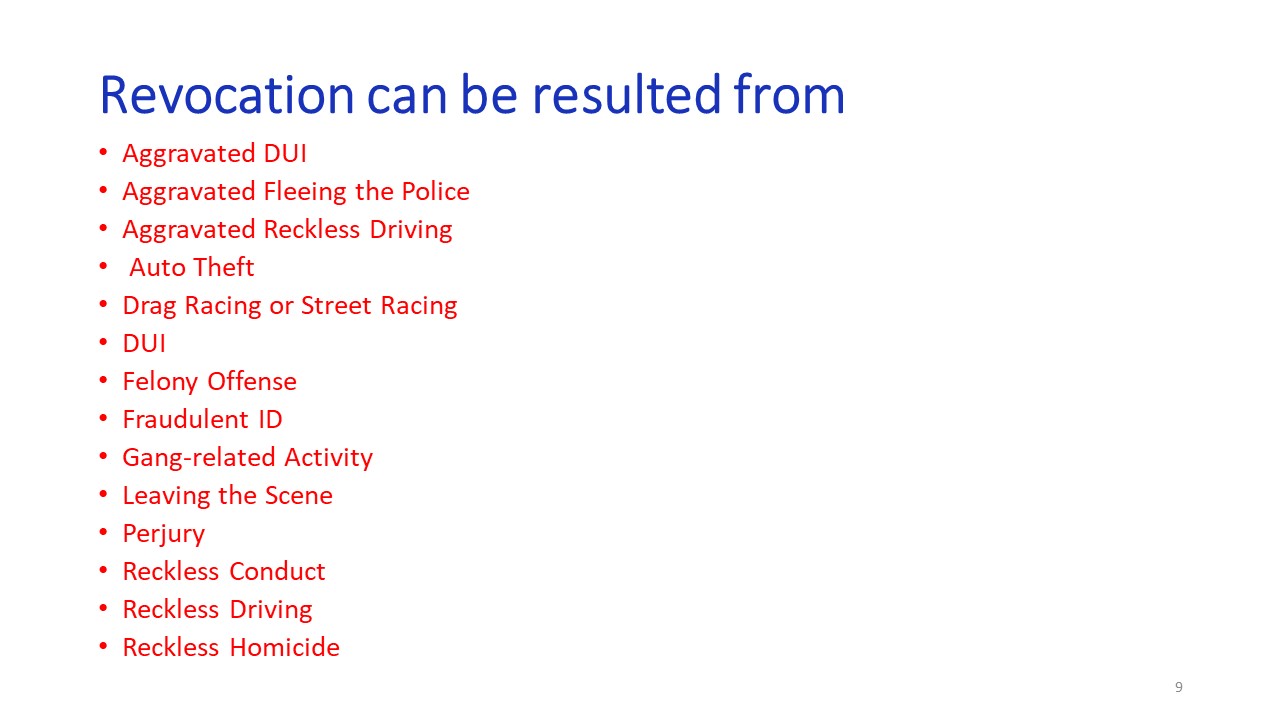 Revocation can be resulted from
• Aggravated DUI
• Aggravated Fleeing the Police
• Aggravated Reckless Driving
• Auto Theft
• Drag Racing or Street Racing
• DUI
• Felony Offense
• Fraudulent ID
• Gang-related Activity
• Leaving the Scene
• Perjury
• Reckless Conduct
• Reckless Driving
• Reckless Homicide
9